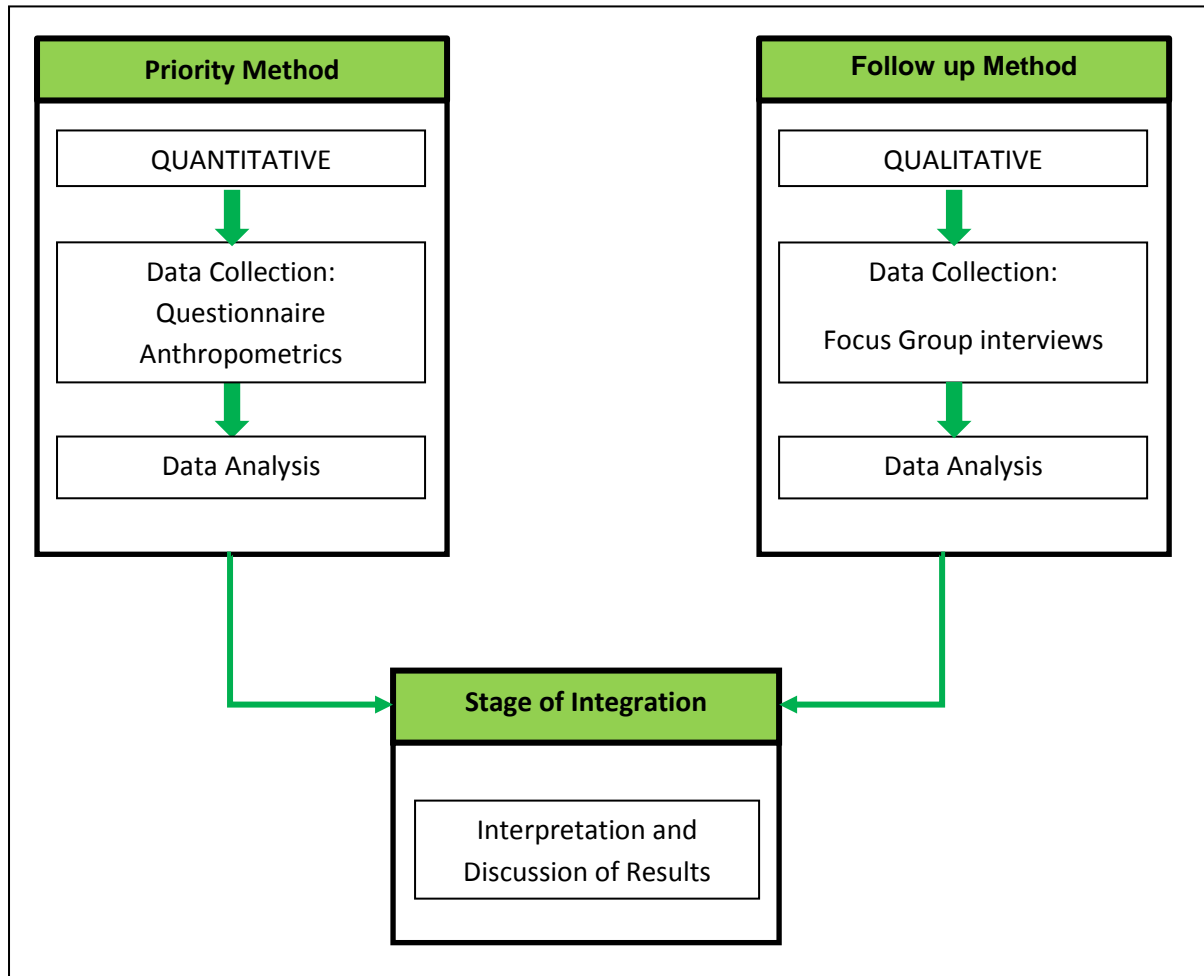 Priority Method
QUANTITATIVE
Data Collection:
Questionnaire
Anthropometrics
Data Analysis
Follow up Method
QUALITATIVE
Data Collection:
Focus Group interviews
Data Analysis
Stage of Integration
Interpretation and
Discussion of Results